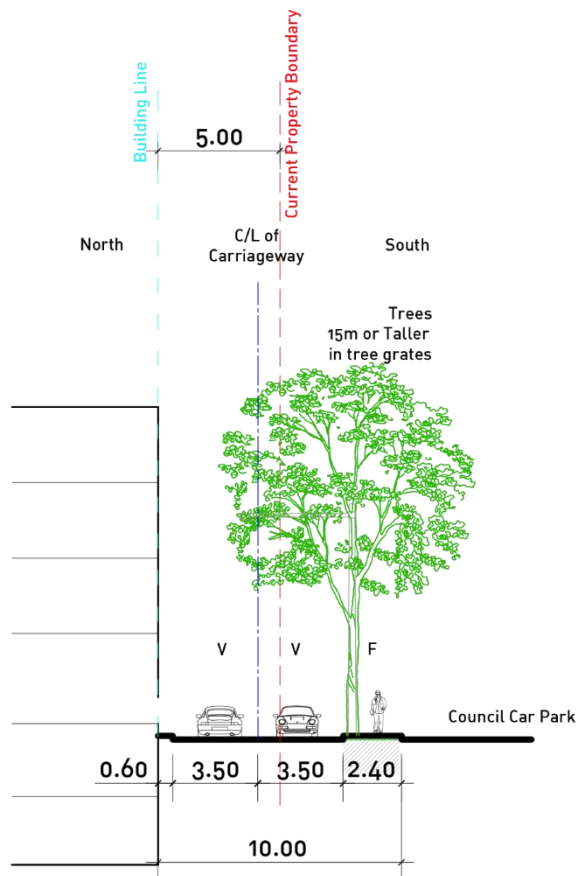 Building Line
Current Property Boundary
5.00
North
C/L of
Carriageway
South
Trees
15m or Taller
in tree grates
V
V
F
Council Car Park
0.60
3.50
3.50
2.40
10.00